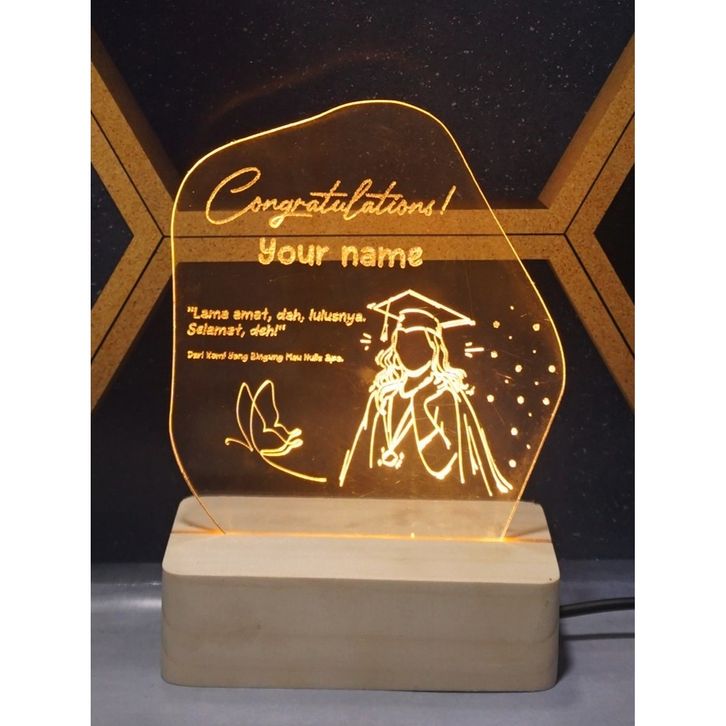 Congratulations!
Your name
"Lama amat, dah, lulusnya.
Selamat, deh!"
Dari Kami Yang Bingung Mau Nulis Apa.